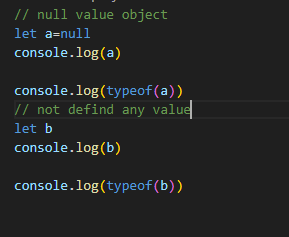 // null value object
let a=null
console.log(a)
console.log(typeof(a))
// not defind any value
let b
console.log(b)
console.log(typeof(b))